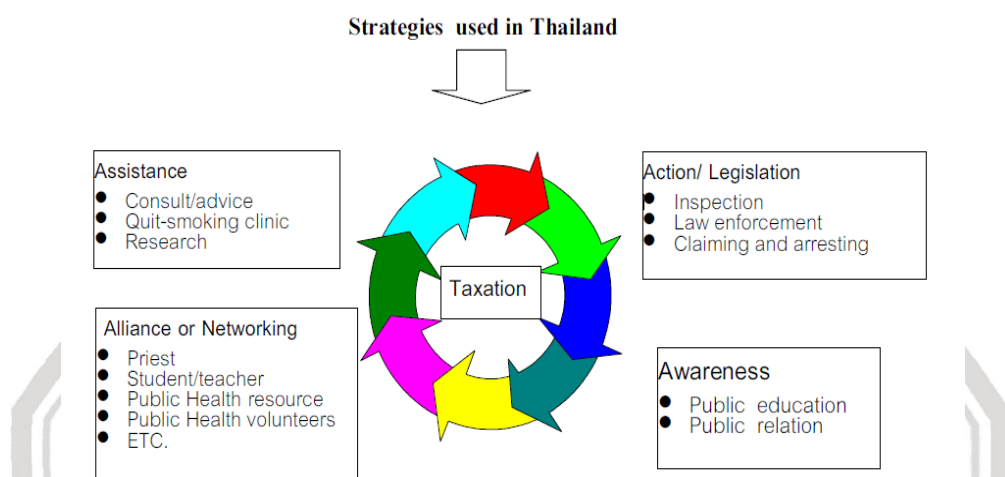 Strategies used in Thailand
Assistance
● Consult/advice
● Quit-smoking clinic
● Research
Action/ Legislation
● Inspection
● Law enforcement
● Claiming and arresting
Taxation
Alliance or Networking
● Priest
● Student/teacher
● Public Health resource
● Public Health volunteers
● ETC.
Awareness
● Public education
● Public relation